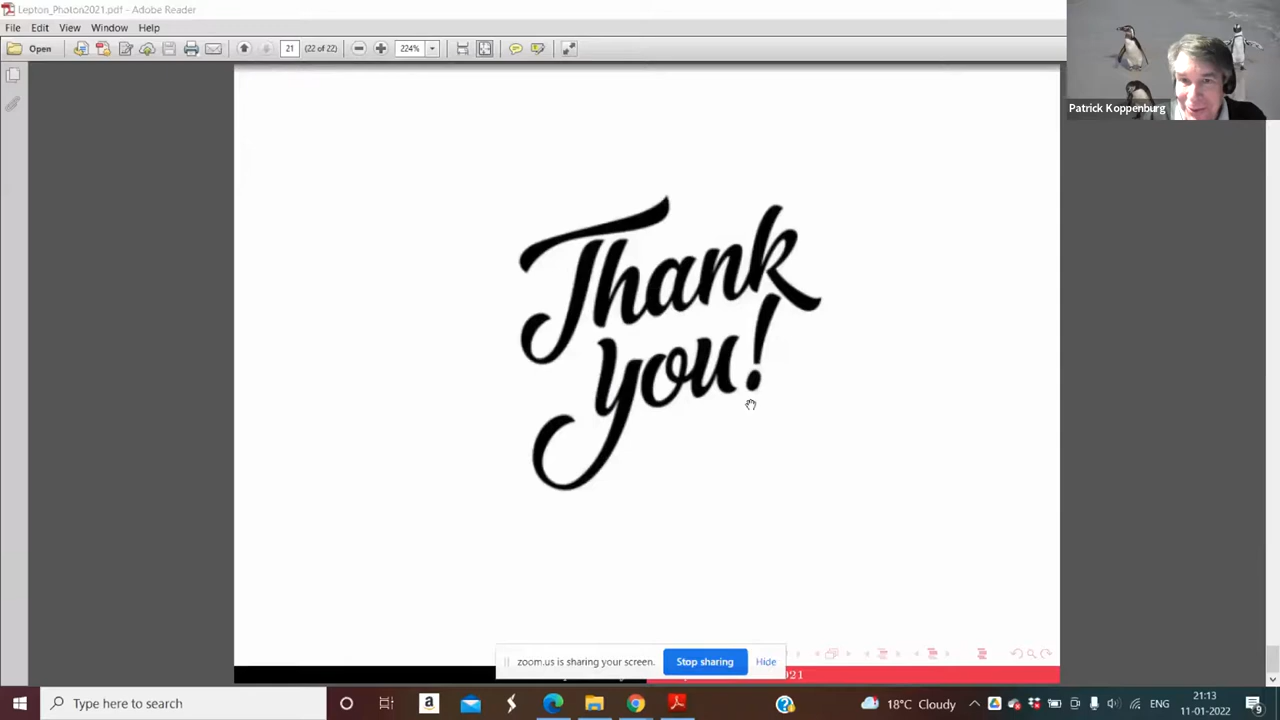 Lepton_Photon2021.pdf - Adobe Reader
File Edit View Window Help
Open 21 (22 of 22) 224%
Patrick Koppenburg
Thank
you!
zoom.us is sharing your screen. Stop sharing Hide
021
Type here to search
a
18°C Cloudy
ENG
21:13
11-01-2022
9